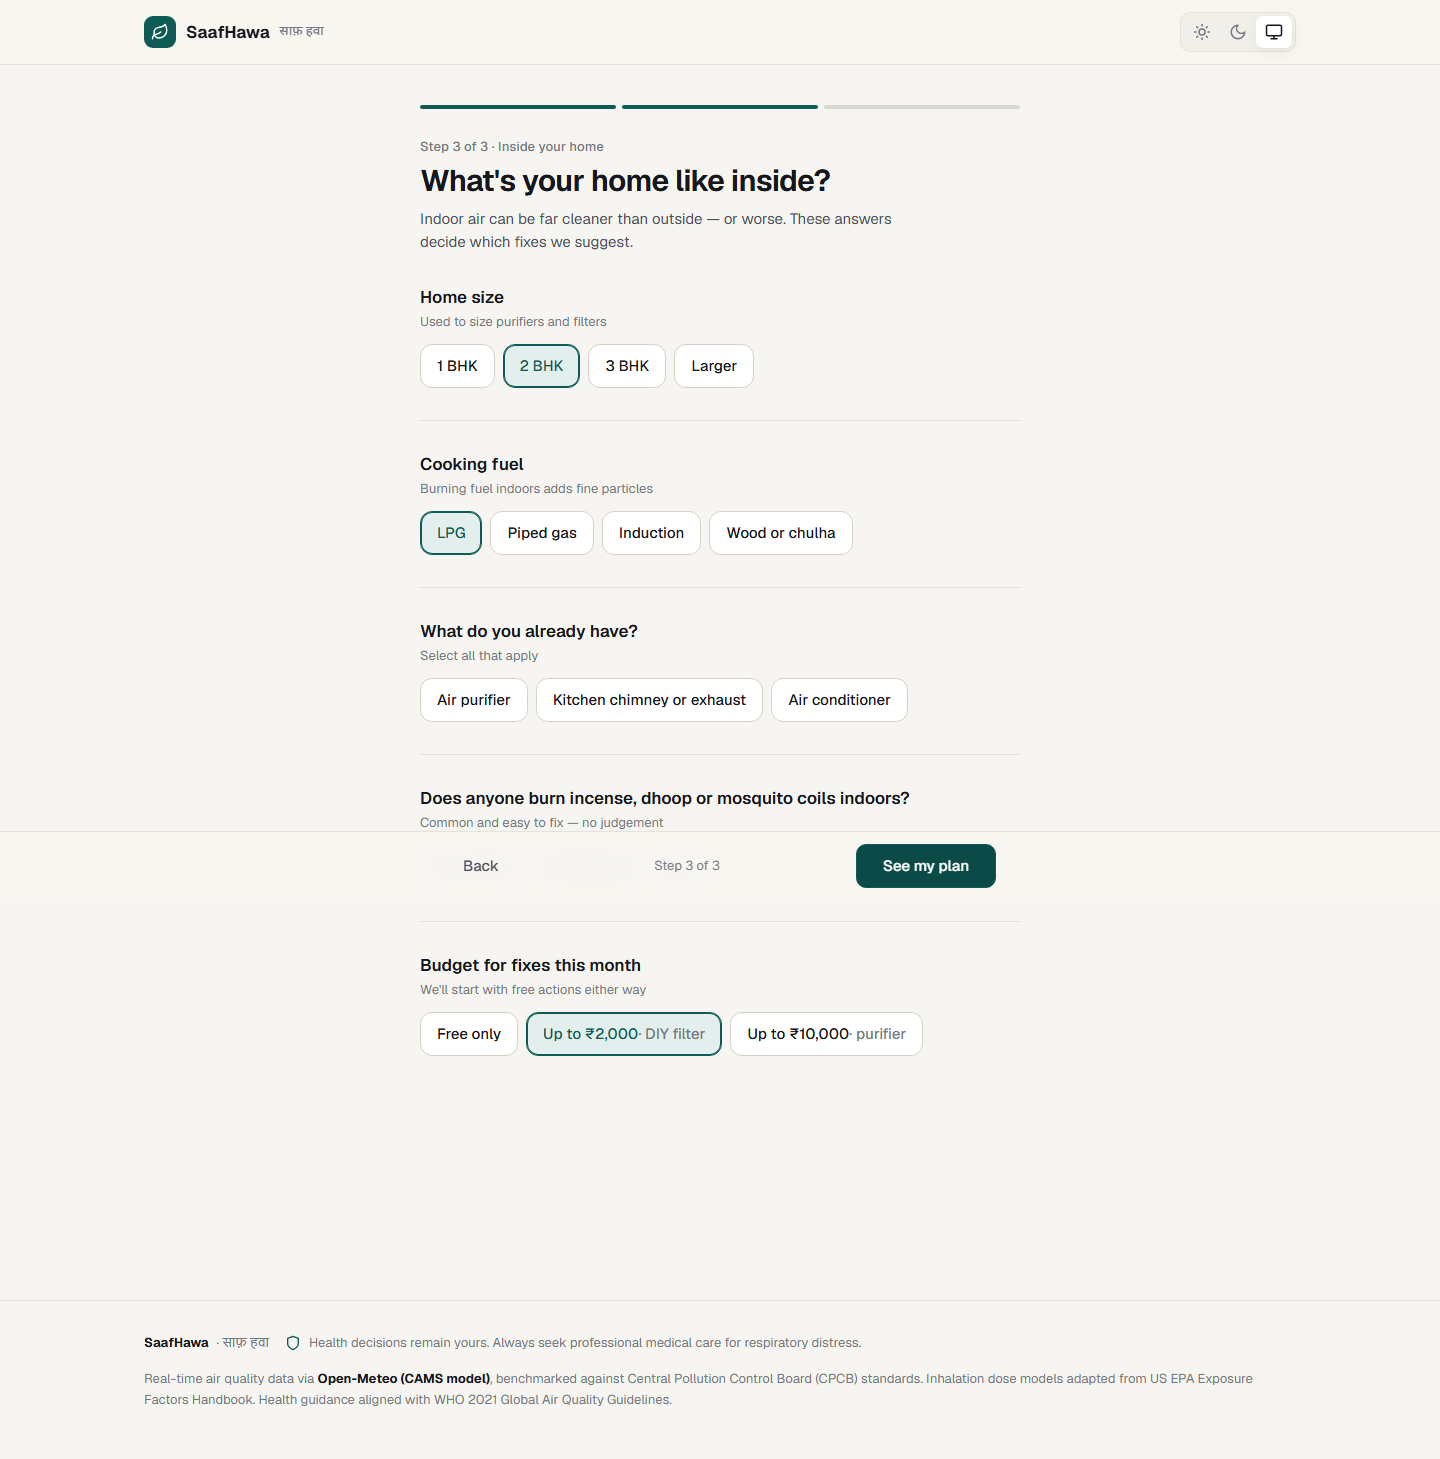 SaafHawa साफ़ हवा
Step 3 of 3 · Inside your home
What's your home like inside?
Indoor air can be far cleaner than outside — or worse. These answers
decide which fixes we suggest.
Home size
Used to size purifiers and filters
1 BHK 2 BHK 3 BHK Larger
Cooking fuel
Burning fuel indoors adds fine particles
LPG Piped gas Induction Wood or chulha
What do you already have?
Select all that apply
Air purifier Kitchen chimney or exhaust Air conditioner
Does anyone burn incense, dhoop or mosquito coils indoors?
Common and easy to fix — no judgement
Back Step 3 of 3 See my plan
Budget for fixes this month
We'll start with free actions either way
Free only Up to ₹2,000· DIY filter Up to ₹10,000· purifier
SaafHawa · साफ़ हवा Health decisions remain yours. Always seek professional medical care for respiratory distress.
Real-time air quality data via Open-Meteo (CAMS model), benchmarked against Central Pollution Control Board (CPCB) standards. Inhalation dose models adapted from US EPA Exposure
Factors Handbook. Health guidance aligned with WHO 2021 Global Air Quality Guidelines.